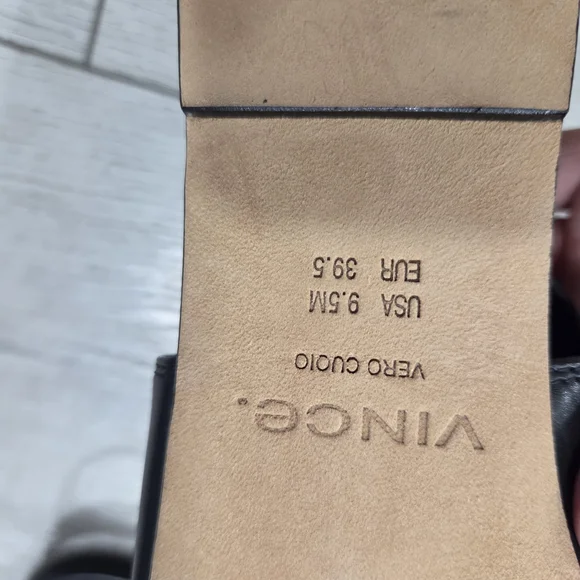 VINCE.
VERO CUOIO
USA 9.5M
EUR 39.5